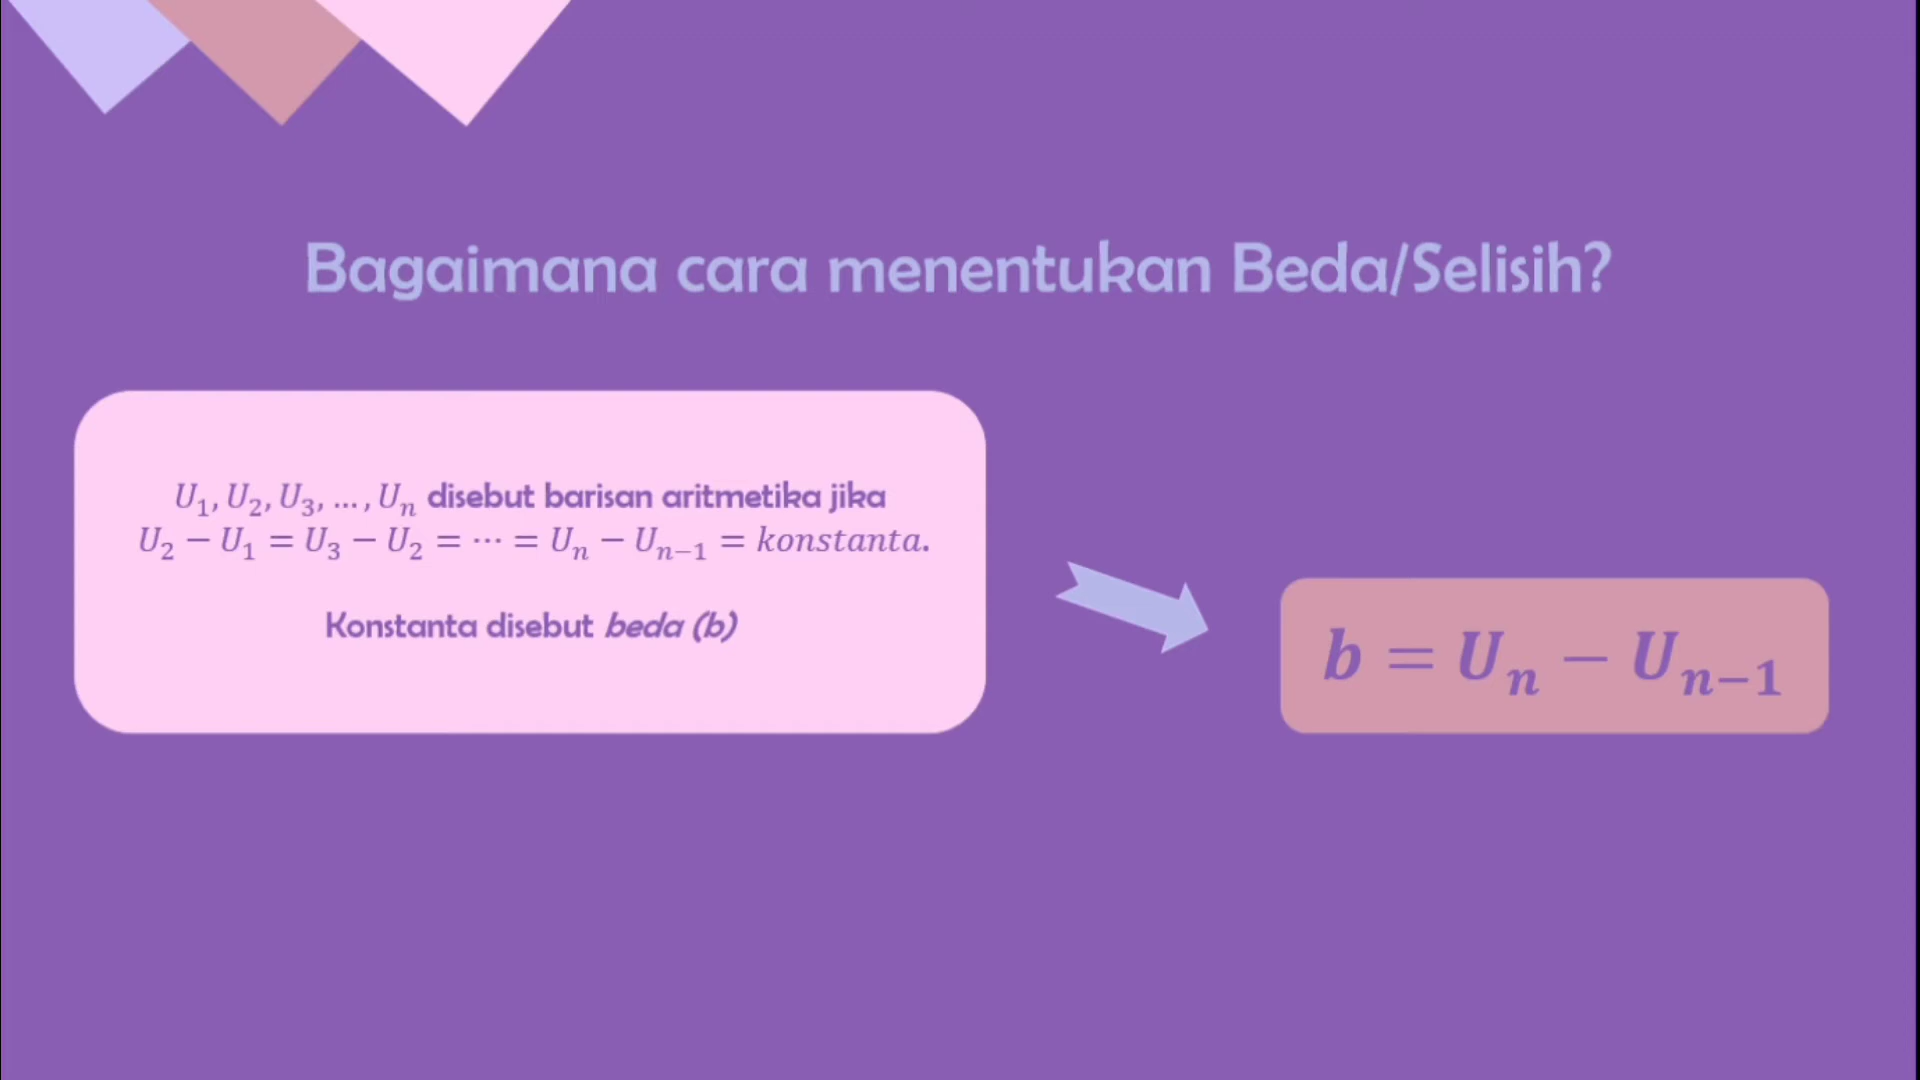 Bagaimana cara menentukan Beda/Selisih?
U₁, U₂, U₃, …, Uₙ disebut barisan aritmetika jika
U₂ − U₁ = U₃ − U₂ = ⋯ = Uₙ − Uₙ₋₁ = konstanta.
Konstanta disebut beda (b)
b = Uₙ − Uₙ₋₁